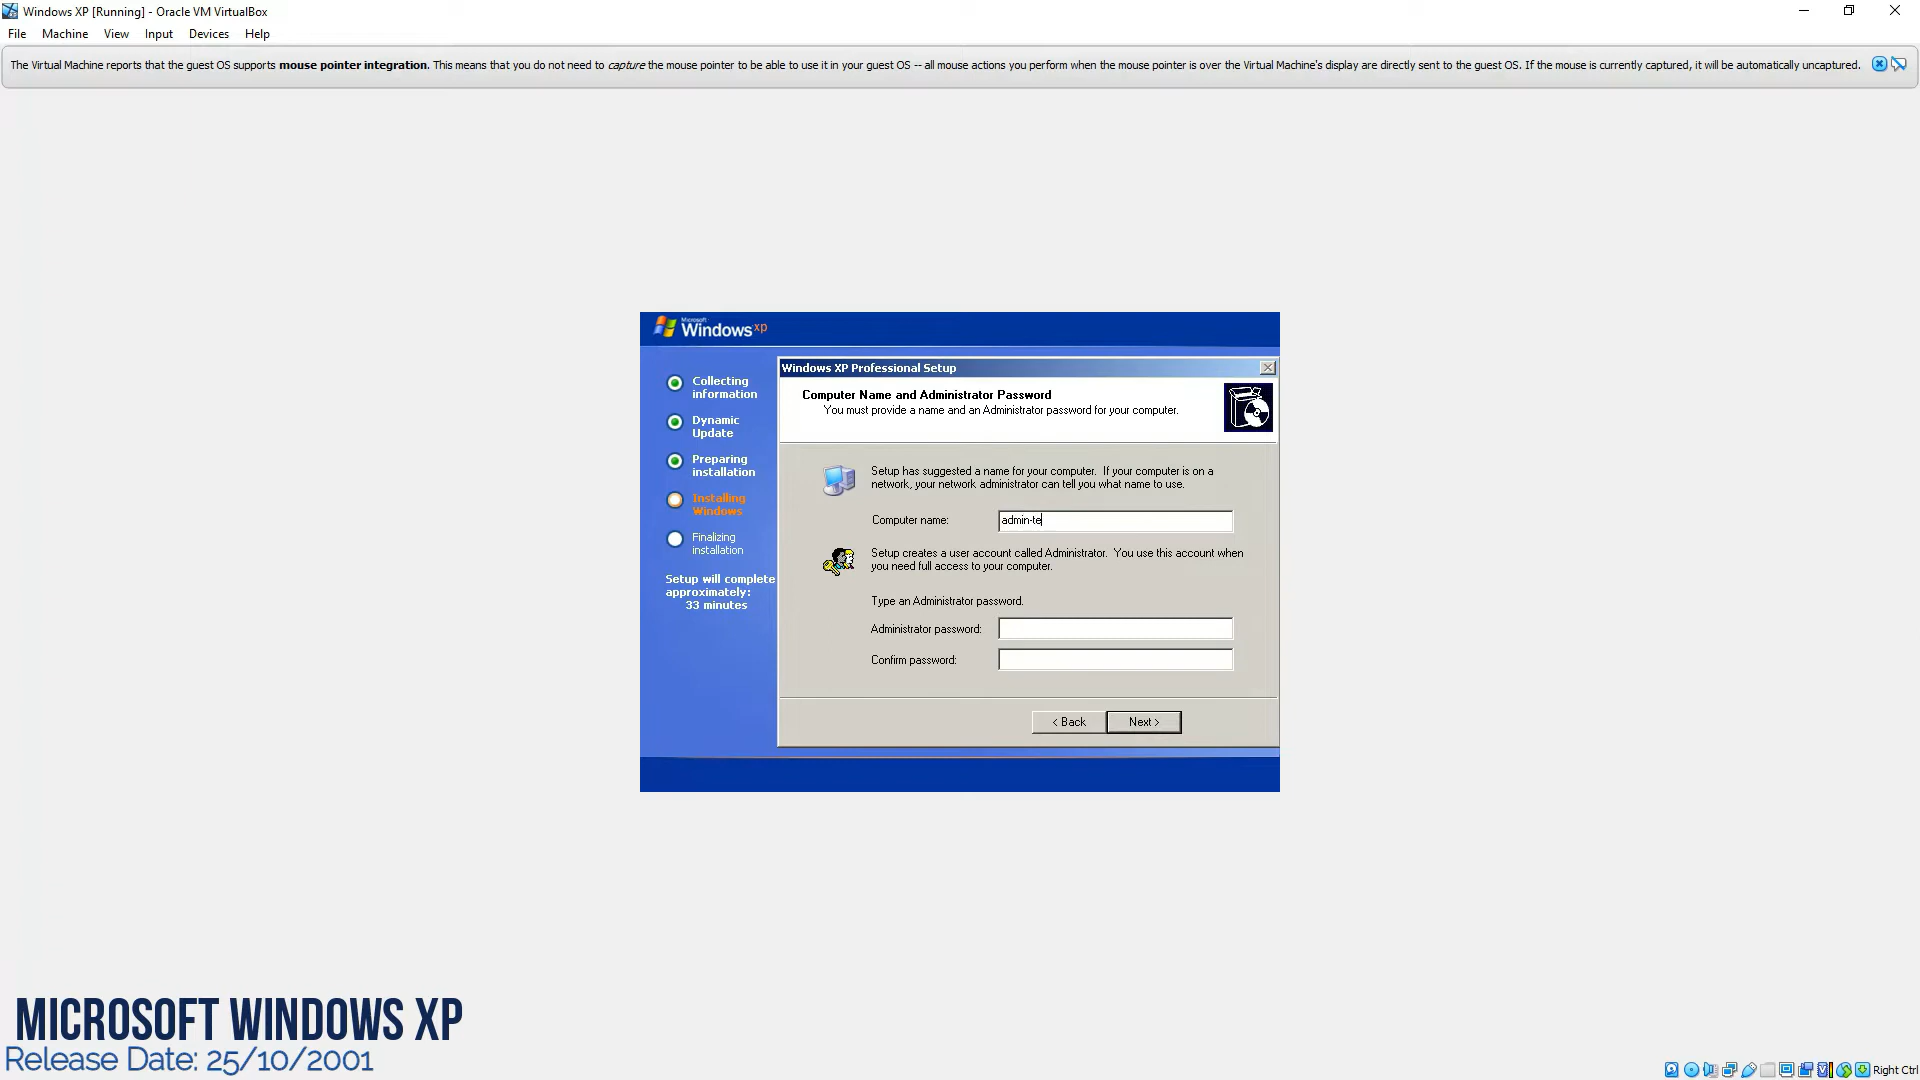 Windows XP [Running] - Oracle VM VirtualBox
File Machine View Input Devices Help
The Virtual Machine reports that the guest OS supports mouse pointer integration. This means that you do not need to capture the mouse pointer to be able to use it in your guest OS -- all mouse actions you perform when the mouse pointer is over the Virtual Machine's display are directly sent to the guest OS. If the mouse is currently captured, it will be automatically uncaptured.
Microsoft
Windows xp
Collecting
information
Dynamic
Update
Preparing
installation
Installing
Windows
Finalizing
installation
Setup will complete
approximately:
33 minutes
Windows XP Professional Setup
Computer Name and Administrator Password
You must provide a name and an Administrator password for your computer.
Setup has suggested a name for your computer. If your computer is on a
network, your network administrator can tell you what name to use.
Computer name: admin-te
Setup creates a user account called Administrator. You use this account when
you need full access to your computer.
Type an Administrator password.
Administrator password:
Confirm password:
< Back Next >
MICROSOFT WINDOWS XP
Release Date: 25/10/2001
Right Ctrl